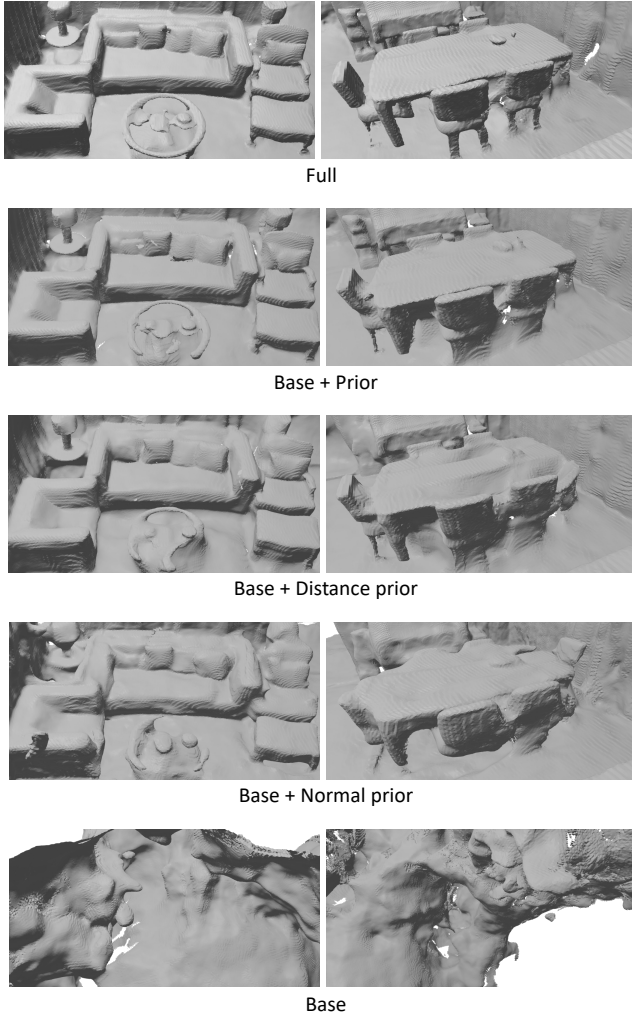 Full
Base + Prior
Base + Distance prior
Base + Normal prior
Base